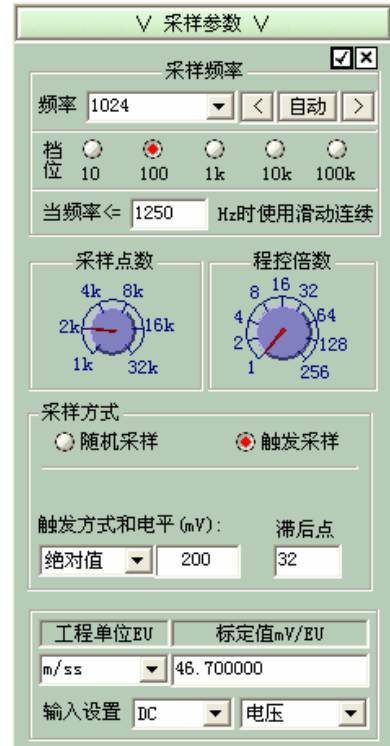 ∨ 采样参数 ∨
采样频率
频率 1024 < 自动 >
档位 10 100 1k 10k 100k
当频率<= 1250 Hz时使用滑动连续
采样点数 程控倍数
1k 2k 4k 8k 16k 32k
1 2 4 8 16 32 64 128 256
采样方式
随机采样 触发采样
触发方式和电平(mV): 滞后点
绝对值 200 32
工程单位EU 标定值mV/EU
m/ss 46.700000
输入设置 DC 电压